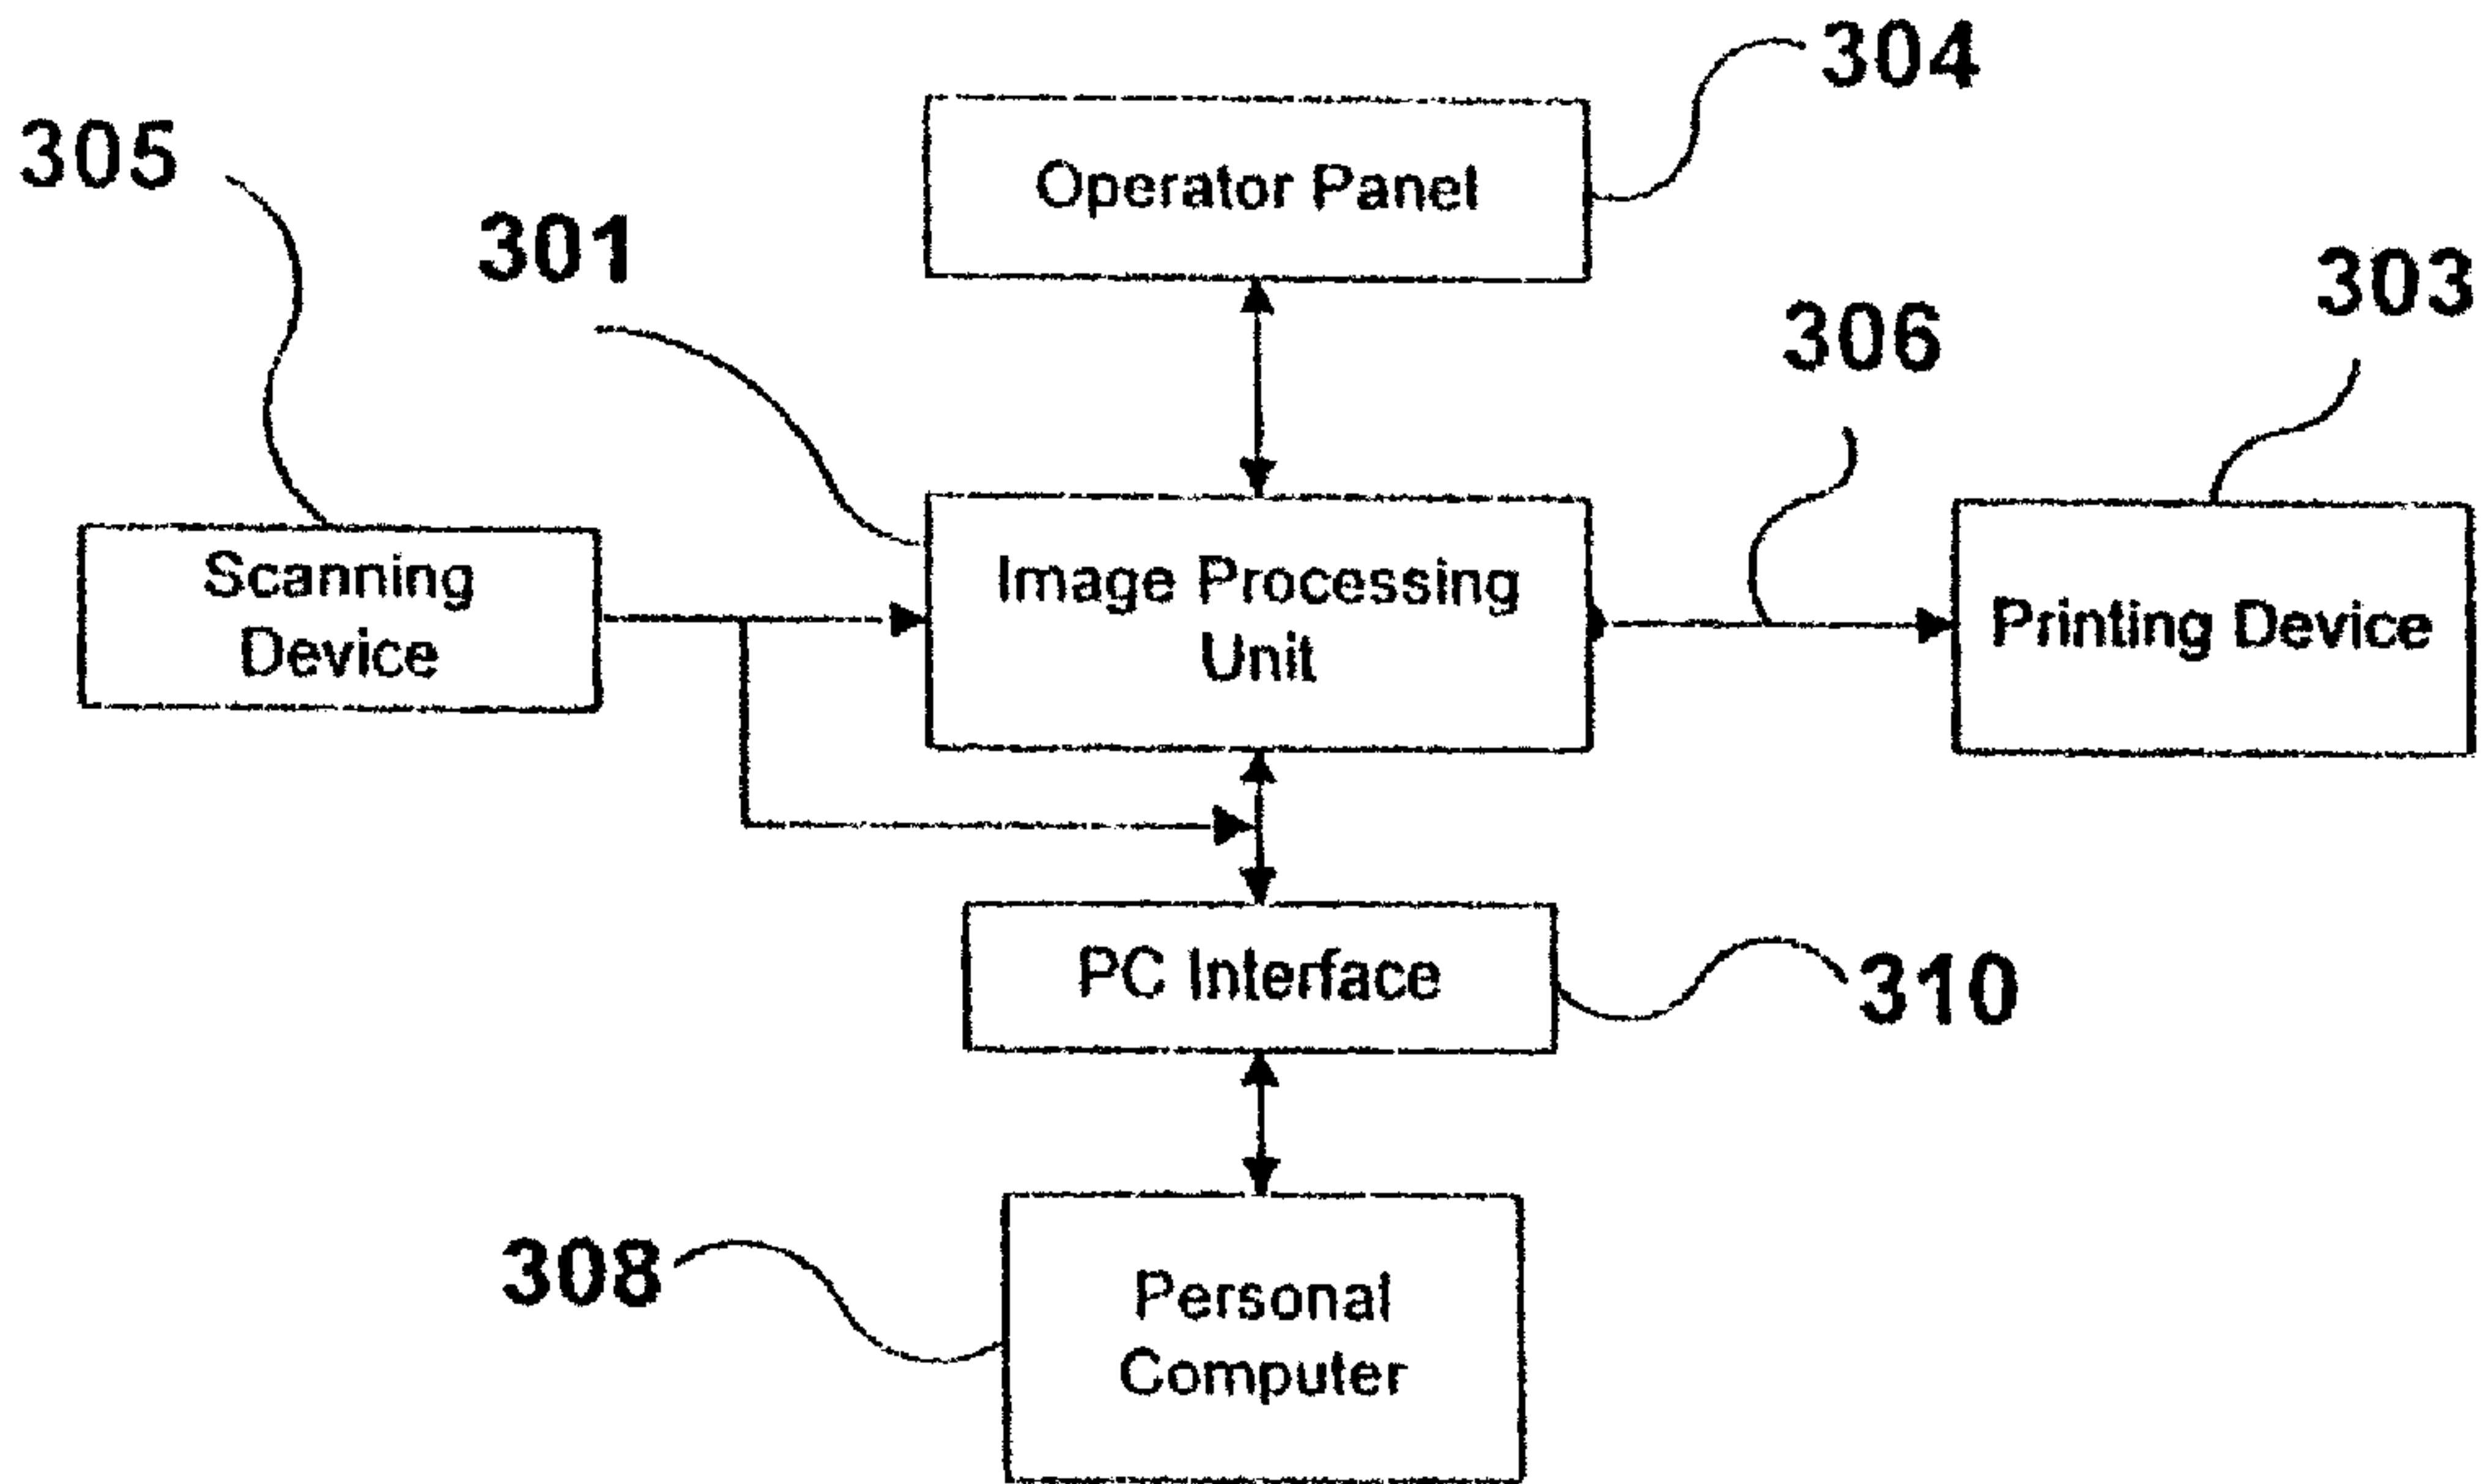 304
305
Operator Panel
301
303
306
Scanning
Device
Image Processing
Unit
Printing Device
PC Interface
310
308
Personal
Computer